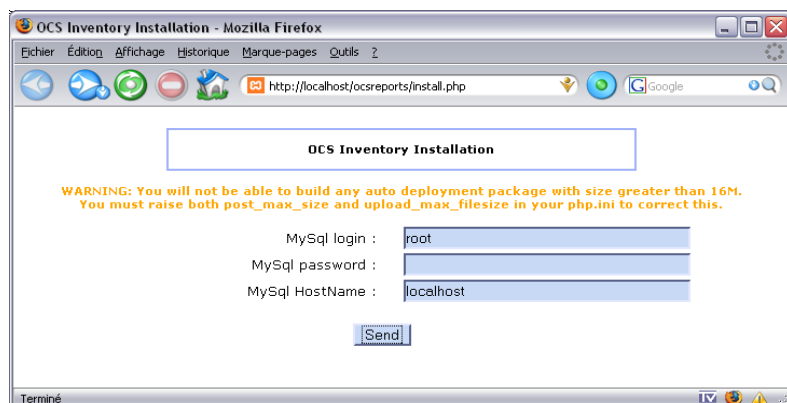 OCS Inventory Installation - Mozilla Firefox
Fichier Édition Affichage Historique Marque-pages Outils ?
http://localhost/ocsreports/install.php Google
OCS Inventory Installation
WARNING: You will not be able to build any auto deployment package with size greater than 16M.
You must raise both post_max_size and upload_max_filesize in your php.ini to correct this.
MySql login : root
MySql password :
MySql HostName : localhost
Send
Terminé